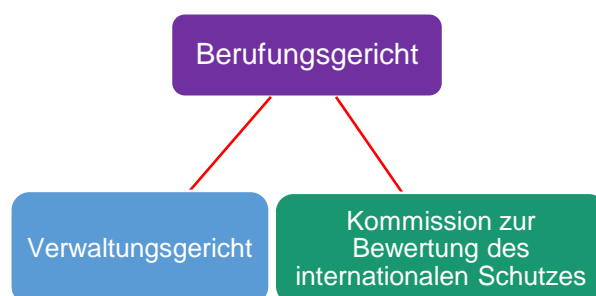 Berufungsgericht
Verwaltungsgericht
Kommission zur
Bewertung des
internationalen Schutzes